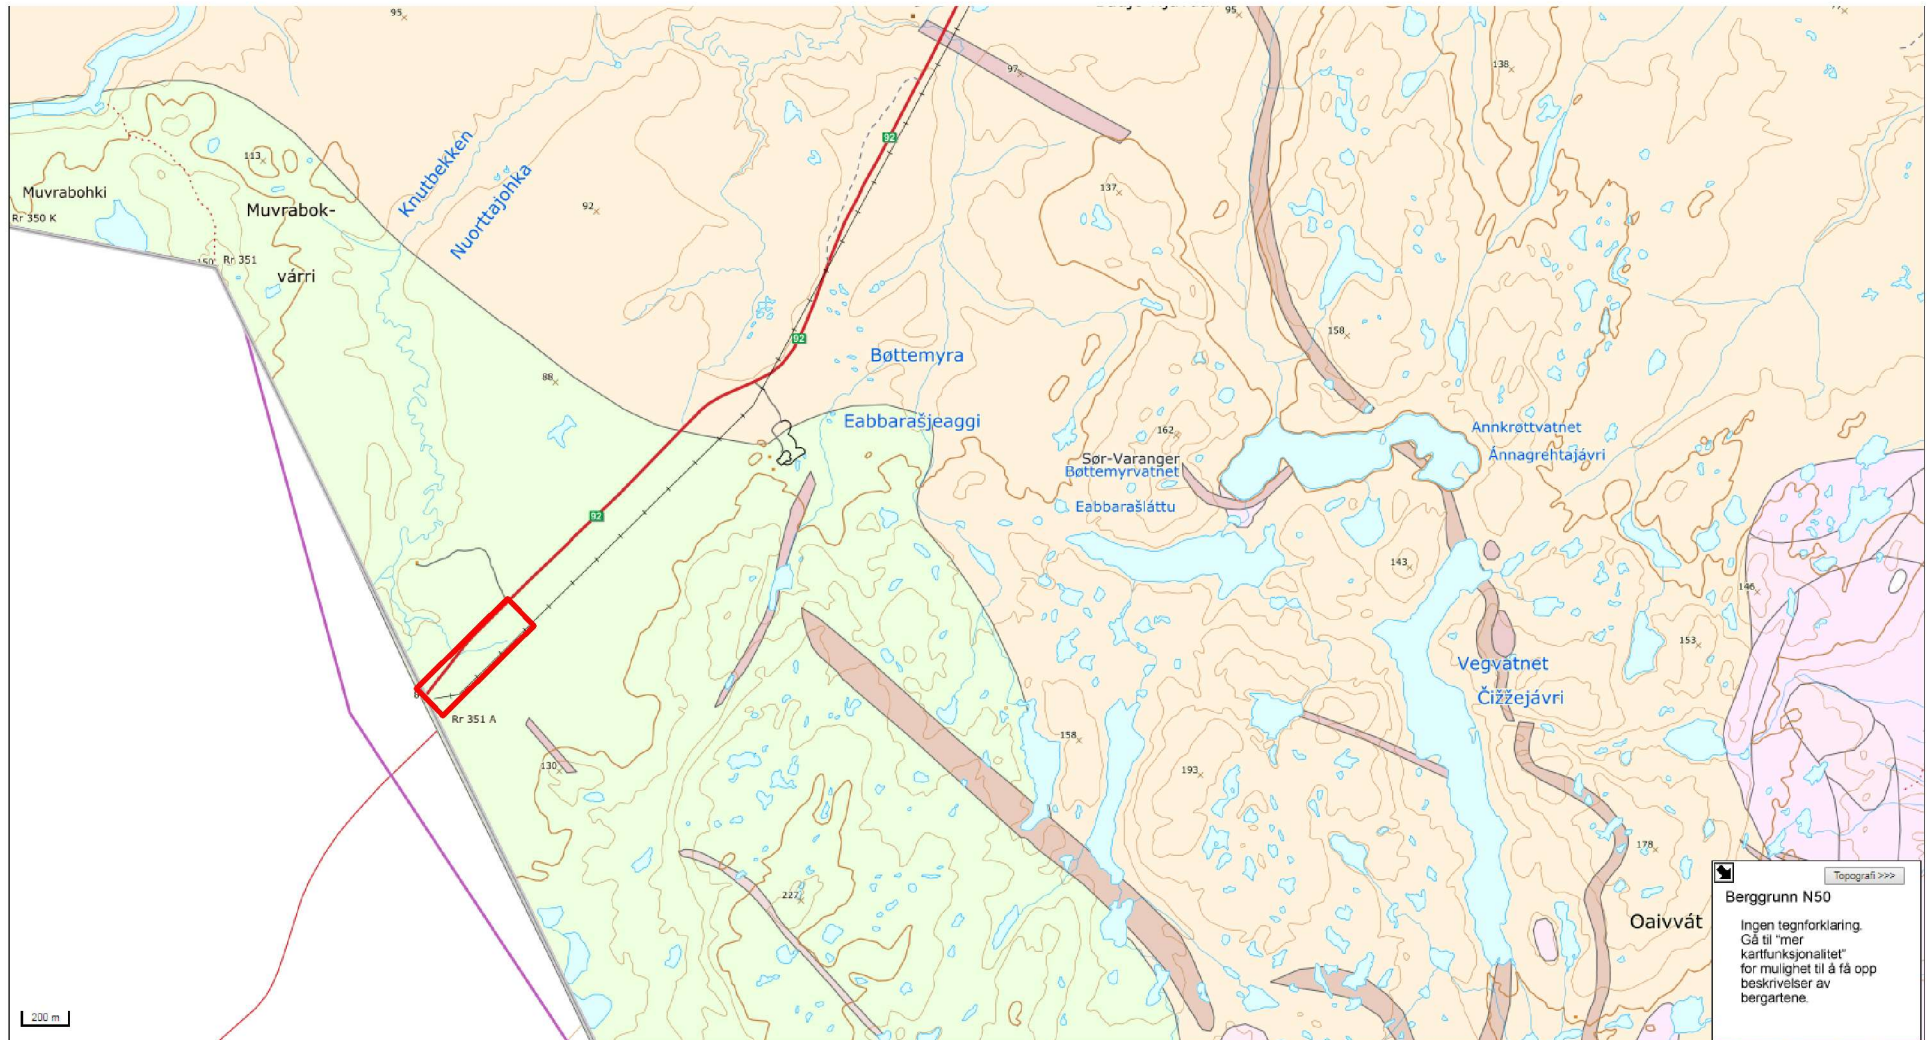 95
95
77
138
97
92
113
Knutbekken
Nuorttajohka
Muvrabohki
Rr 350 K
Muvrabok-
várri
150
Rr 351
92
137
158
92
Bøttemyra
88
Eabbarašjeaggi
162
Annkrøttvatnet
Ánnagrehtajávri
Sør-Varanger
Bøttemyrvatnet
Eabbarašláttu
92
143
146
153
Vegvatnet
Čižžejávri
Rr 351 A
158
130
193
178
227
Oaivvát
Topografi >>>
Berggrunn N50
Ingen tegnforklaring.
Gå til "mer
kartfunksjonalitet"
for mulighet til å få opp
beskrivelser av
bergartene.
200 m